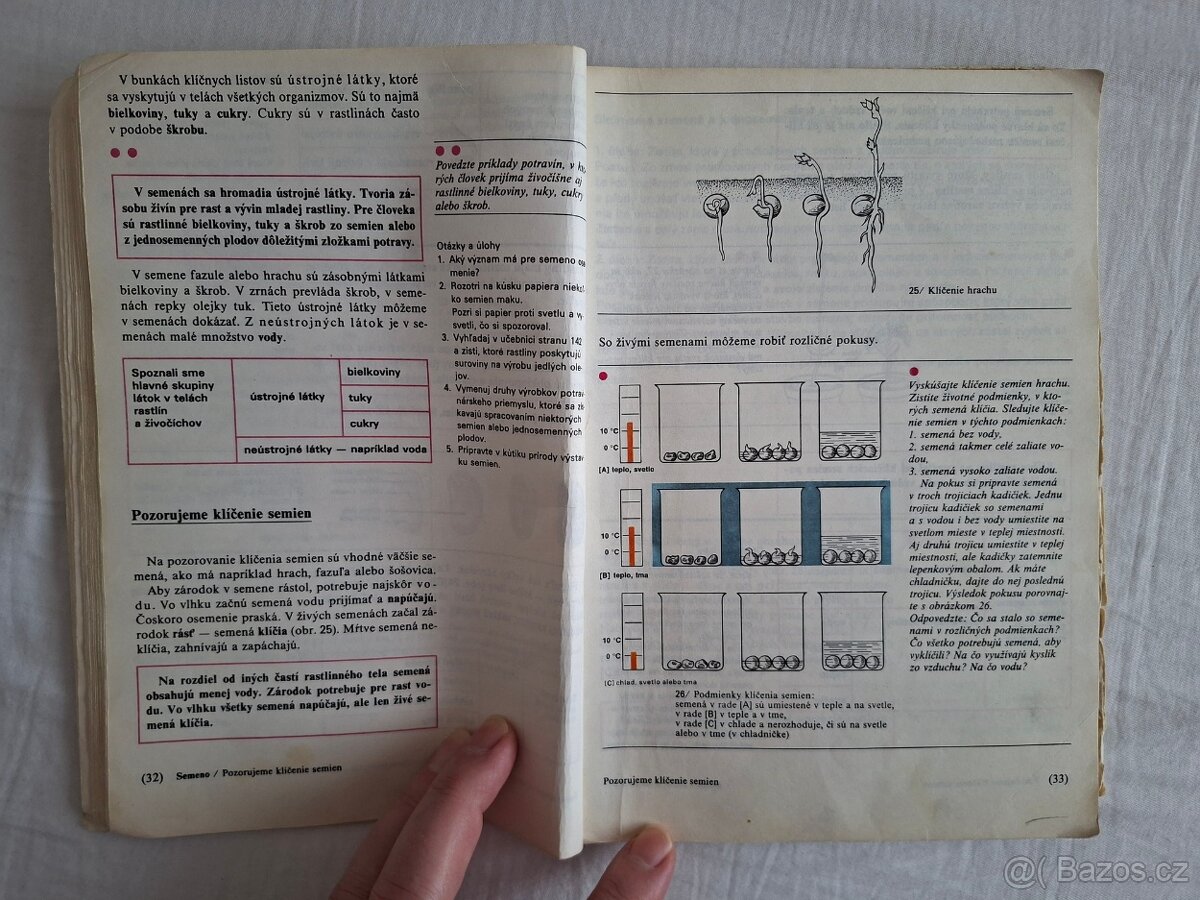 V bunkách klíčnych listov sú ústrojné látky, ktoré
sa vyskytujú v telách všetkých organizmov. Sú to najmä
bielkoviny, tuky a cukry. Cukry sú v rastlinách často
v podobe škrobu.
V semenách sa hromadia ústrojné látky. Tvoria zá-
sobu živín pre rast a vývin mladej rastliny. Pre človeka
sú rastlinné bielkoviny, tuky a škrob zo semien alebo
z jednosemenných plodov dôležitými zložkami potravy.
V semene fazule alebo hrachu sú zásobnými látkami
bielkoviny a škrob. V zrnách prevláda škrob, v seme-
nách repky olejky tuk. Tieto ústrojné látky môžeme
v semenách dokázať. Z neústrojných látok je v se-
menách malé množstvo vody.
Spoznali sme
hlavné skupiny
látok v telách
rastlín
a živočíchov
ústrojné látky
bielkoviny
tuky
cukry
neústrojné látky — napríklad voda
Pozorujeme klíčenie semien
Na pozorovanie klíčenia semien sú vhodné väčšie se-
mená, ako má napríklad hrach, fazuľa alebo šošovica.
Aby zárodok v semene rástol, potrebuje najskôr vo-
du. Vo vlhku začnú semená vodu prijímať a napúčajú.
Čoskoro osemenie praská. V živých semenách začal zá-
rodok rásť — semená klíčia (obr. 25). Mŕtve semená ne-
klíčia, zahnívajú a zapáchajú.
Na rozdiel od iných častí rastlinného tela semená
obsahujú menej vody. Zárodok potrebuje pre rast vo-
du. Vo vlhku všetky semená napúčajú, ale len živé se-
mená klíčia.
(32) Semeno / Pozorujeme klíčenie semien
Povedzte príklady potravín, v kto-
rých človek prijíma živočíšne aj
rastlinné bielkoviny, tuky, cukry
alebo škrob.
Otázky a úlohy
1. Aký význam má pre semeno ose-
menie?
2. Rozotri na kúsku papiera niekoľ-
ko semien maku.
Pozri si papier proti svetlu a vy-
svetli, čo si spozoroval.
3. Vyhľadaj v učebnici stranu 142
a zisti, ktoré rastliny poskytujú
suroviny na výrobu jedlých ole-
jov.
4. Vymenuj druhy výrobkov potra-
vinárskeho priemyslu, ktoré sa zís-
kavajú spracovaním niektorých
semien alebo jednosemenných
plodov.
5. Pripravte v kútiku prírody výstav-
ku semien.
25/ Klíčenie hrachu
So živými semenami môžeme robiť rozličné pokusy.
10 °C
0 °C
[A] teplo, svetlo
10 °C
0 °C
[B] teplo, tma
10 °C
0 °C
[C] chlad, svetlo alebo tma
26/ Podmienky klíčenia semien:
semená v rade [A] sú umiestené v teple a na svetle,
v rade [B] v teple a v tme,
v rade [C] v chlade a nerozhoduje, či sú na svetle
alebo v tme (v chladničke)
Vyskúšajte klíčenie semien hrachu.
Zistite životné podmienky, v kto-
rých semená klíčia. Sledujte klíče-
nie semien v týchto podmienkach:
1. semená bez vody,
2. semená takmer celé zaliate vo-
dou,
3. semená vysoko zaliate vodou.
Na pokus si pripravte semená
v troch trojiciach kadičiek. Jednu
trojicu kadičiek so semenami
a s vodou i bez vody umiestite na
svetlom mieste v teplej miestnosti.
Aj druhú trojicu umiestite v teplej
miestnosti, ale kadičky zatemnite
lepenkovým obalom. Ak máte
chladničku, dajte do nej poslednú
trojicu. Výsledok pokusu porovnaj-
te s obrázkom 26.
Odpovedzte: Čo sa stalo so seme-
nami v rozličných podmienkach?
Čo všetko potrebujú semená, aby
vyklíčili? Na čo využívajú kyslík
zo vzduchu? Na čo vodu?
Pozorujeme klíčenie semien (33)
@( Bazos.cz